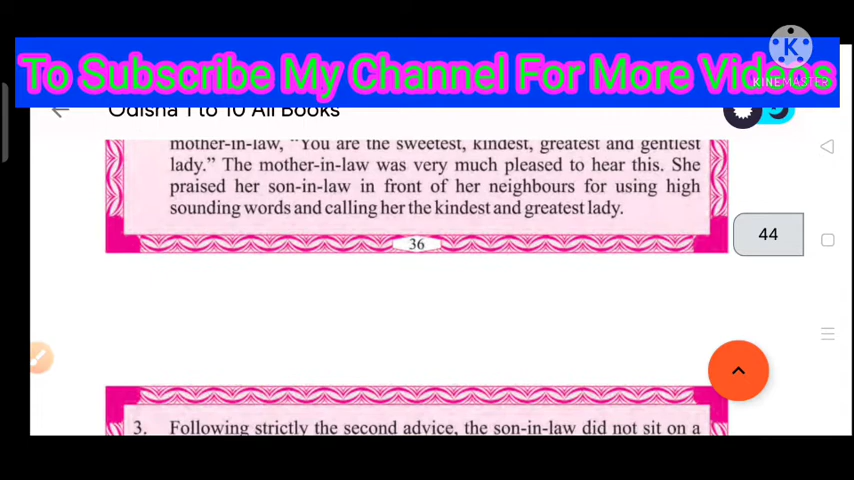 To Subscribe My Channel For More Videos
K
KINEMASTER
Odisha 1 to 10 All Books
mother-in-law, "You are the sweetest, kindest, greatest and gentlest
lady." The mother-in-law was very much pleased to hear this. She
praised her son-in-law in front of her neighbours for using high
sounding words and calling her the kindest and greatest lady.
36
44
3. Following strictly the second advice, the son-in-law did not sit on a